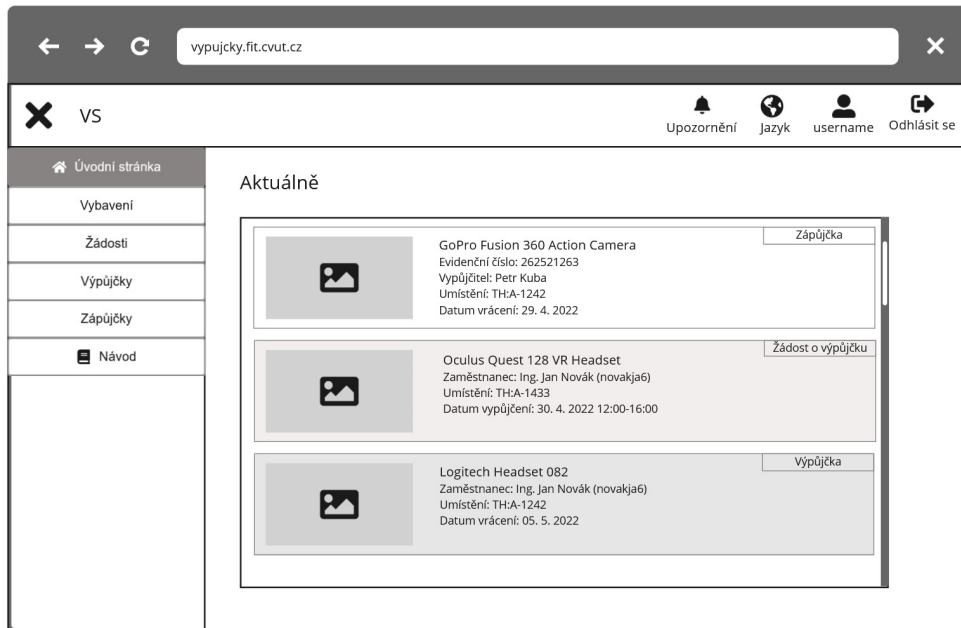 vypujcky.fit.cvut.cz
VS
Upozornění
Jazyk
username
Odhlásit se
Úvodní stránka
Vybavení
Žádosti
Výpůjčky
Zápůjčky
Návod
Aktuálně
Zápůjčka
GoPro Fusion 360 Action Camera
Evidenční číslo: 262521263
Vypůjčitel: Petr Kuba
Umístění: TH:A-1242
Datum vrácení: 29. 4. 2022
Žádost o výpůjčku
Oculus Quest 128 VR Headset
Zaměstnanec: Ing. Jan Novák (novakja6)
Umístění: TH:A-1433
Datum vypůjčení: 30. 4. 2022 12:00-16:00
Výpůjčka
Logitech Headset 082
Zaměstnanec: Ing. Jan Novák (novakja6)
Umístění: TH:A-1242
Datum vrácení: 05. 5. 2022